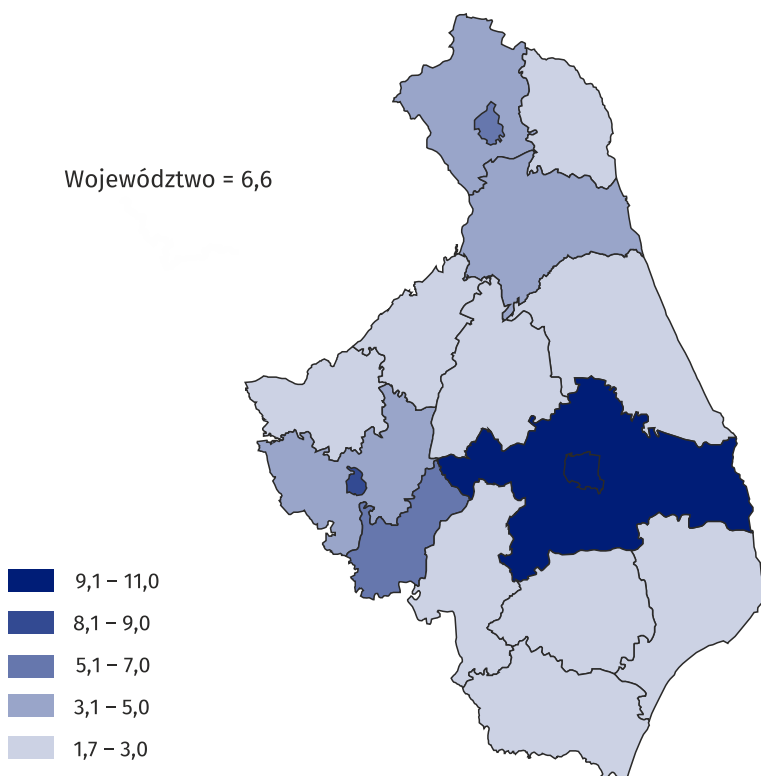 Województwo = 6,6
9,1 – 11,0
8,1 – 9,0
5,1 – 7,0
3,1 – 5,0
1,7 – 3,0